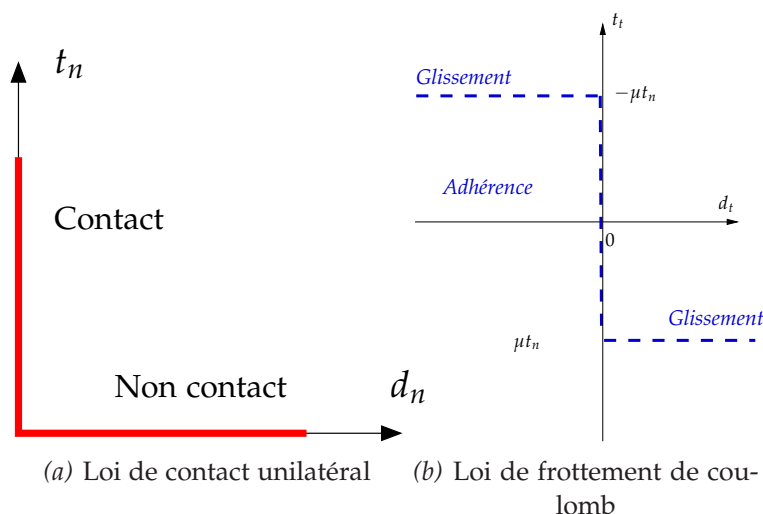 t_n
Contact
Non contact
d_n
(a) Loi de contact unilatéral
t_t
Glissement
−μt_n
Adhérence
d_t
0
Glissement
μt_n
(b) Loi de frottement de cou-
lomb